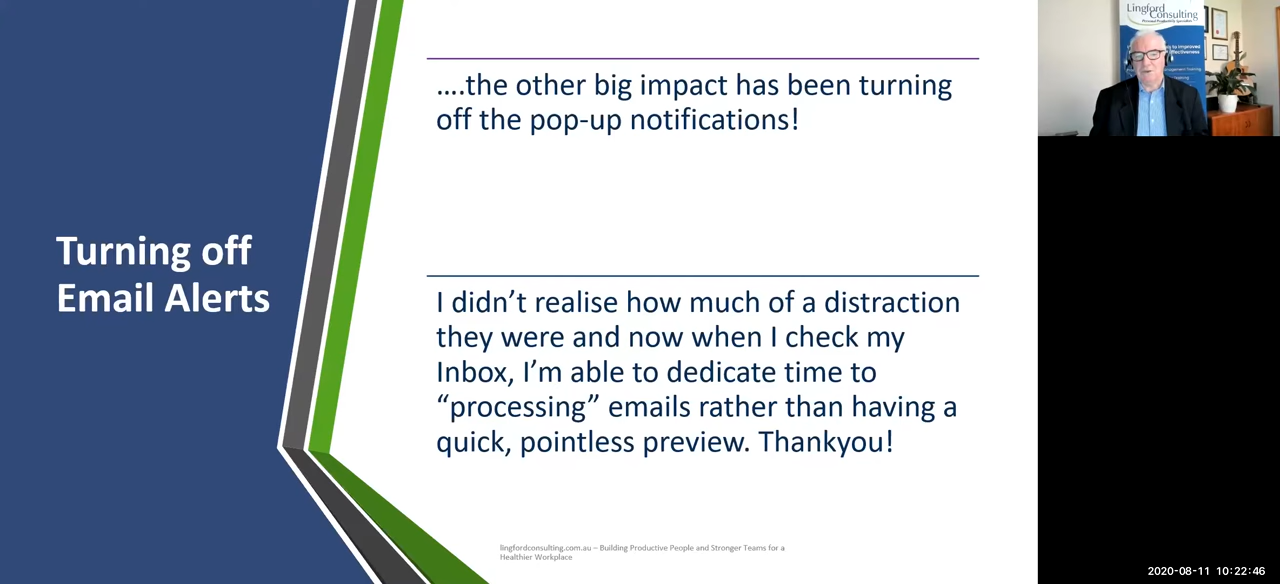 Turning off
Email Alerts
….the other big impact has been turning
off the pop-up notifications!
I didn’t realise how much of a distraction
they were and now when I check my
Inbox, I’m able to dedicate time to
“processing” emails rather than having a
quick, pointless preview. Thankyou!
lingfordconsulting.com.au – Building Productive People and Stronger Teams for a
Healthier Workplace
Lingford
Consulting
2020-08-11 10:22:46